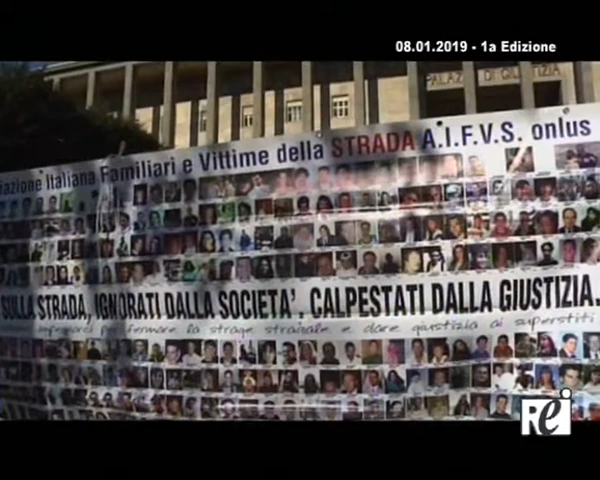 08.01.2019 - 1a Edizione
PALAZZO DI GIUSTIZIA
Italiana Familiari e Vittime della STRADA A.I.F.V.S. onlus
SULLA STRADA, IGNORATI DALLA SOCIETA'. CALPESTATI DALLA GIUSTIZIA.
fermare la strage stradale e dare giustizia ai superstiti
REi